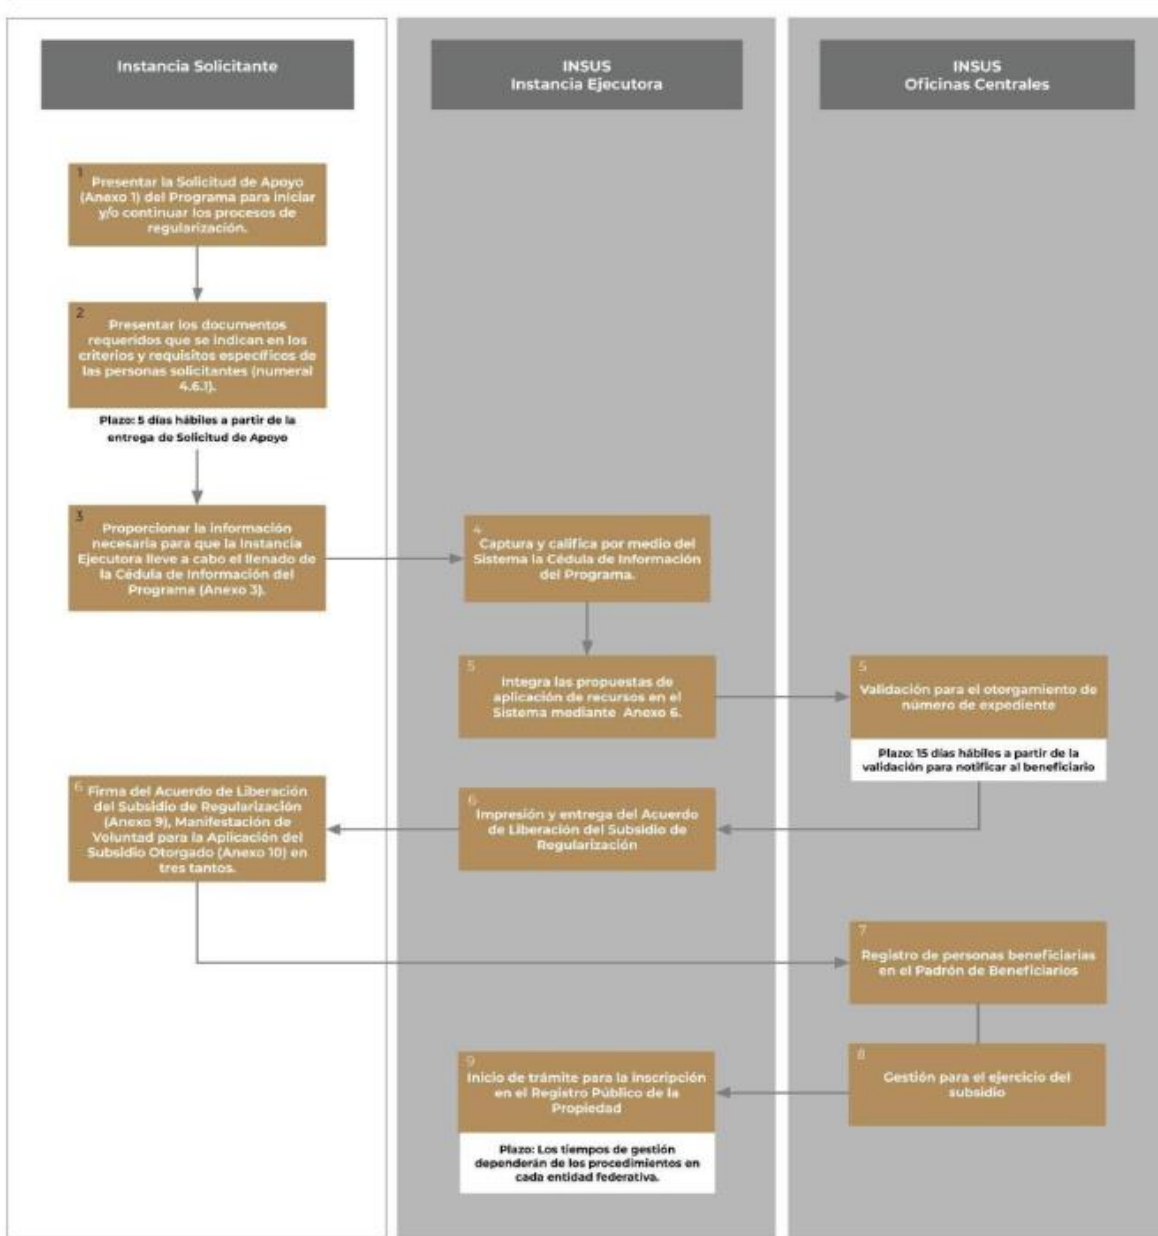 Instancia Solicitante
INSUS
Instancia Ejecutora
INSUS
Oficinas Centrales
1
Presentar la Solicitud de Apoyo
(Anexo 1) del Programa para iniciar
y/o continuar los procesos de
regularización.
2
Presentar los documentos
requeridos que se indican en los
criterios y requisitos específicos de
las personas solicitantes (numeral
4.6.1).
Plazo: 5 días hábiles a partir de la
entrega de Solicitud de Apoyo
3
Proporcionar la información
necesaria para que la Instancia
Ejecutora lleve a cabo el llenado de
la Cédula de Información del
Programa (Anexo 3).
4
Captura y califica por medio del
Sistema la Cédula de Información
del Programa.
5
Integra las propuestas de
aplicación de recursos en el
Sistema mediante Anexo 6.
5
Validación para el otorgamiento de
número de expediente
Plazo: 15 días hábiles a partir de la
validación para notificar al beneficiario
6
Impresión y entrega del Acuerdo
de Liberación del Subsidio de
Regularización
6
Firma del Acuerdo de Liberación
del Subsidio de Regularización
(Anexo 9), Manifestación de
Voluntad para la Aplicación del
Subsidio Otorgado (Anexo 10) en
tres tantos.
7
Registro de personas beneficiarias
en el Padrón de Beneficiarios
8
Gestión para el ejercicio del
subsidio
9
Inicio de trámite para la inscripción
en el Registro Público de la
Propiedad
Plazo: Los tiempos de gestión
dependerán de los procedimientos en
cada entidad federativa.